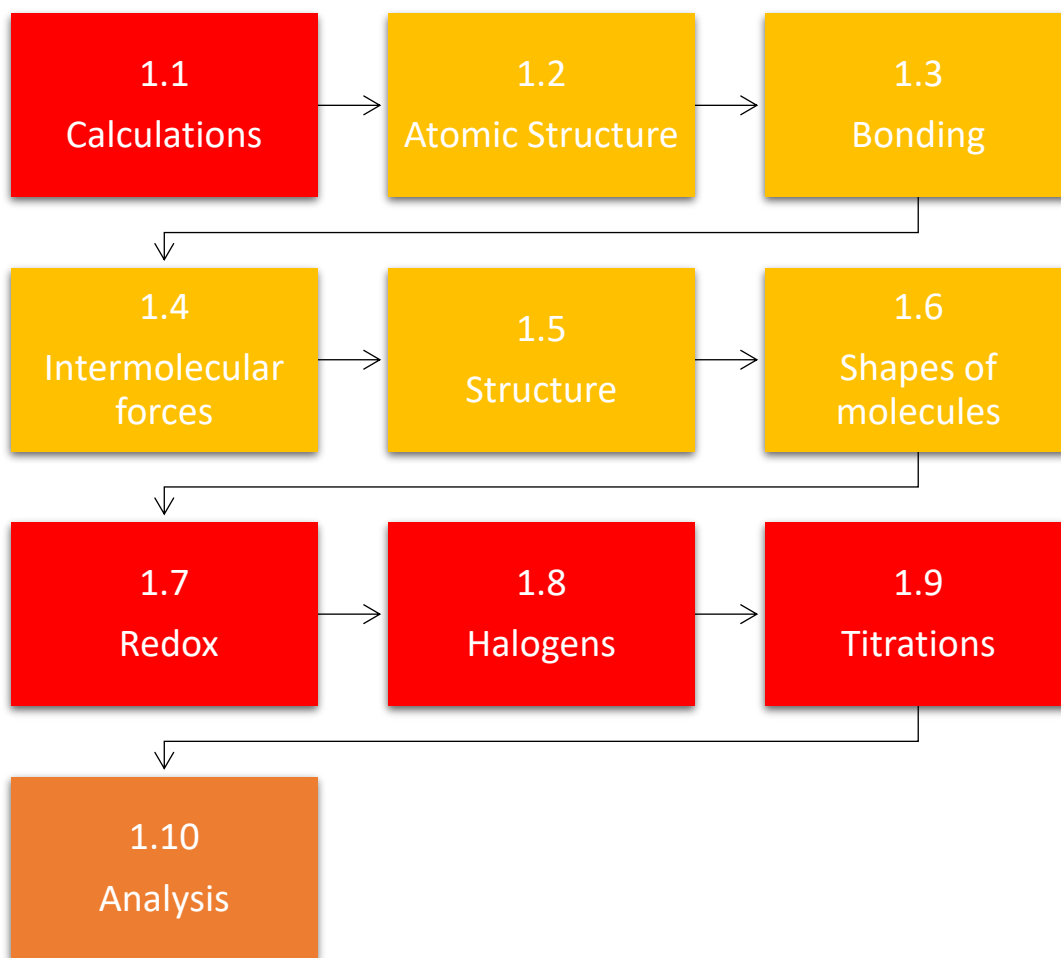 1.1
Calculations
1.2
Atomic Structure
1.3
Bonding
1.4
Intermolecular
forces
1.5
Structure
1.6
Shapes of
molecules
1.7
Redox
1.8
Halogens
1.9
Titrations
1.10
Analysis